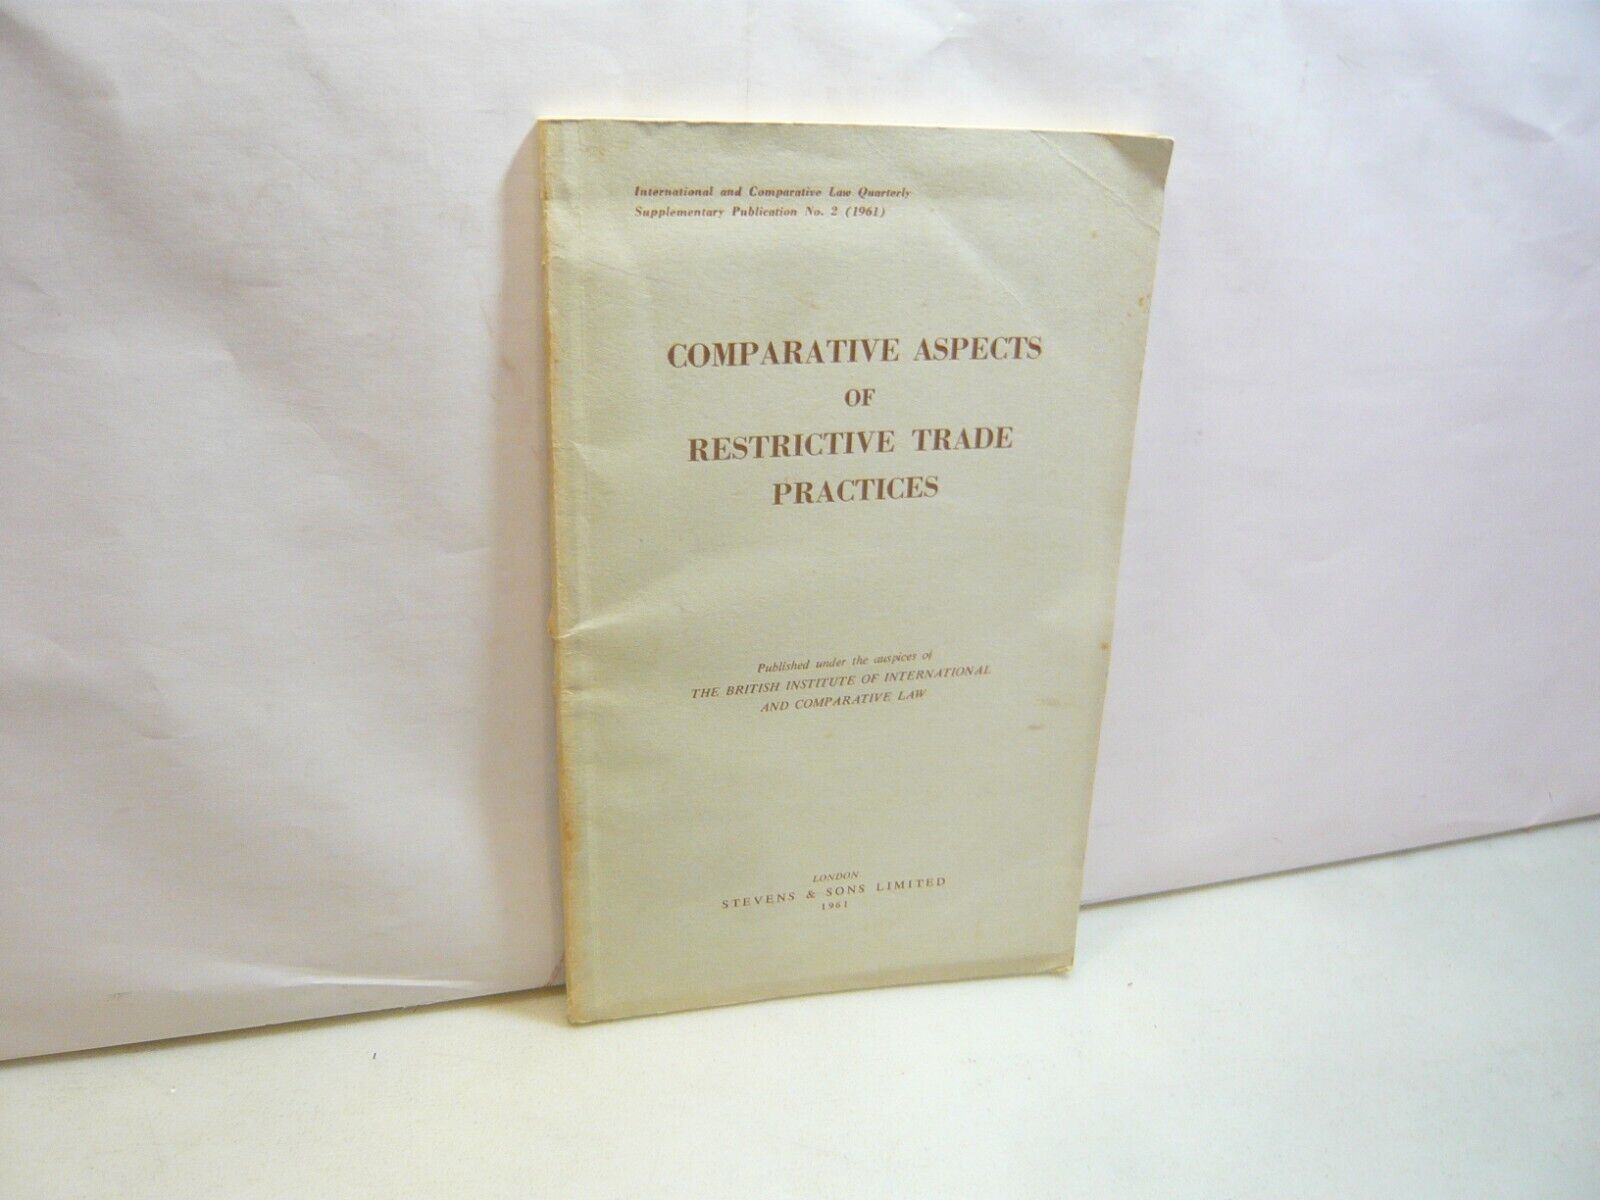 International and Comparative Law Quarterly
Supplementary Publication No. 2 (1961)
COMPARATIVE ASPECTS
OF
RESTRICTIVE TRADE
PRACTICES
Published under the auspices of
THE BRITISH INSTITUTE OF INTERNATIONAL
AND COMPARATIVE LAW
LONDON
STEVENS & SONS LIMITED
1961